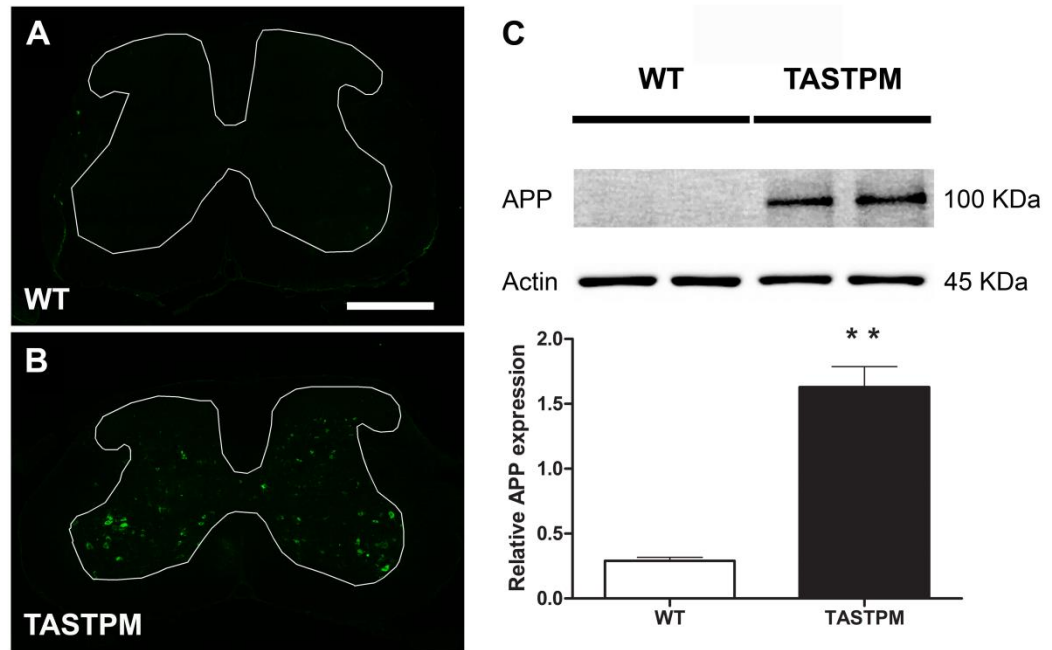 A
WT
B
TASTPM
C
WT TASTPM
APP 100 KDa
Actin 45 KDa
* *
2.0
1.5
1.0
0.5
0.0
Relative APP expression
WT TASTPM